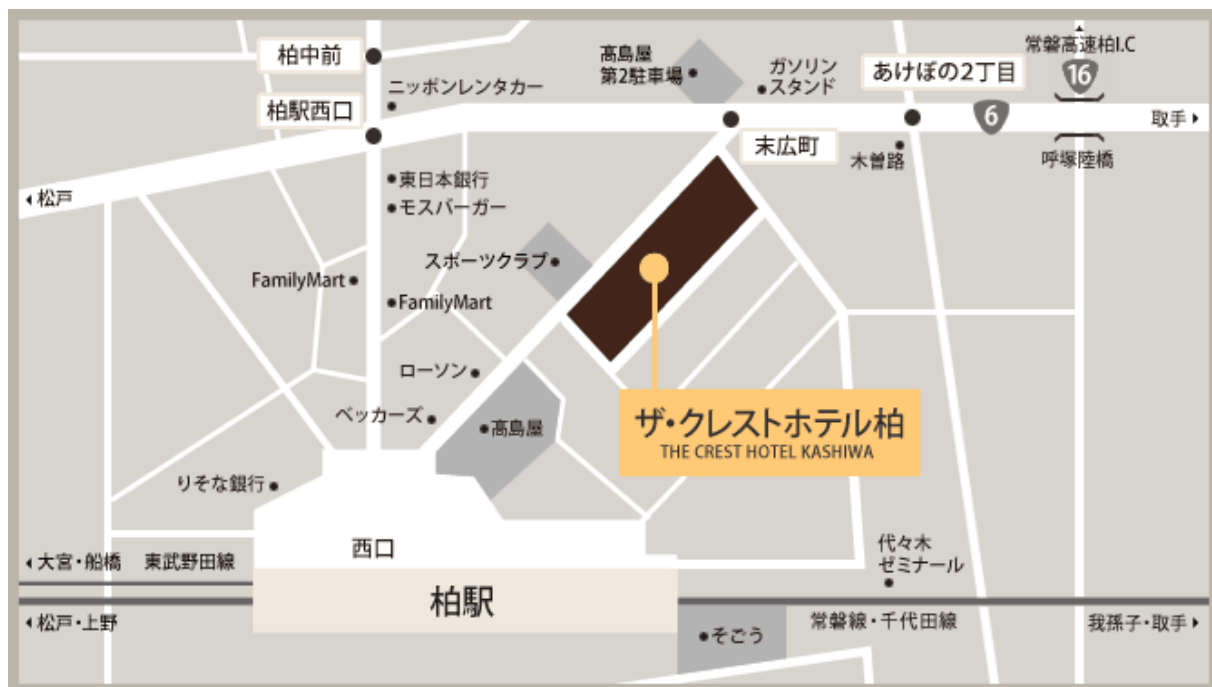 常磐高速柏I.C
16
柏中前
髙島屋
第2駐車場
ガソリン
スタンド
あけぼの2丁目
ニッポンレンタカー
柏駅西口
6
取手
末広町
木曽路
呼塚陸橋
松戸
東日本銀行
モスバーガー
スポーツクラブ
FamilyMart
FamilyMart
ローソン
ベッカーズ
髙島屋
ザ・クレストホテル柏
THE CREST HOTEL KASHIWA
りそな銀行
西口
代々木
ゼミナール
大宮・船橋
東武野田線
柏駅
松戸・上野
そごう
常磐線・千代田線
我孫子・取手